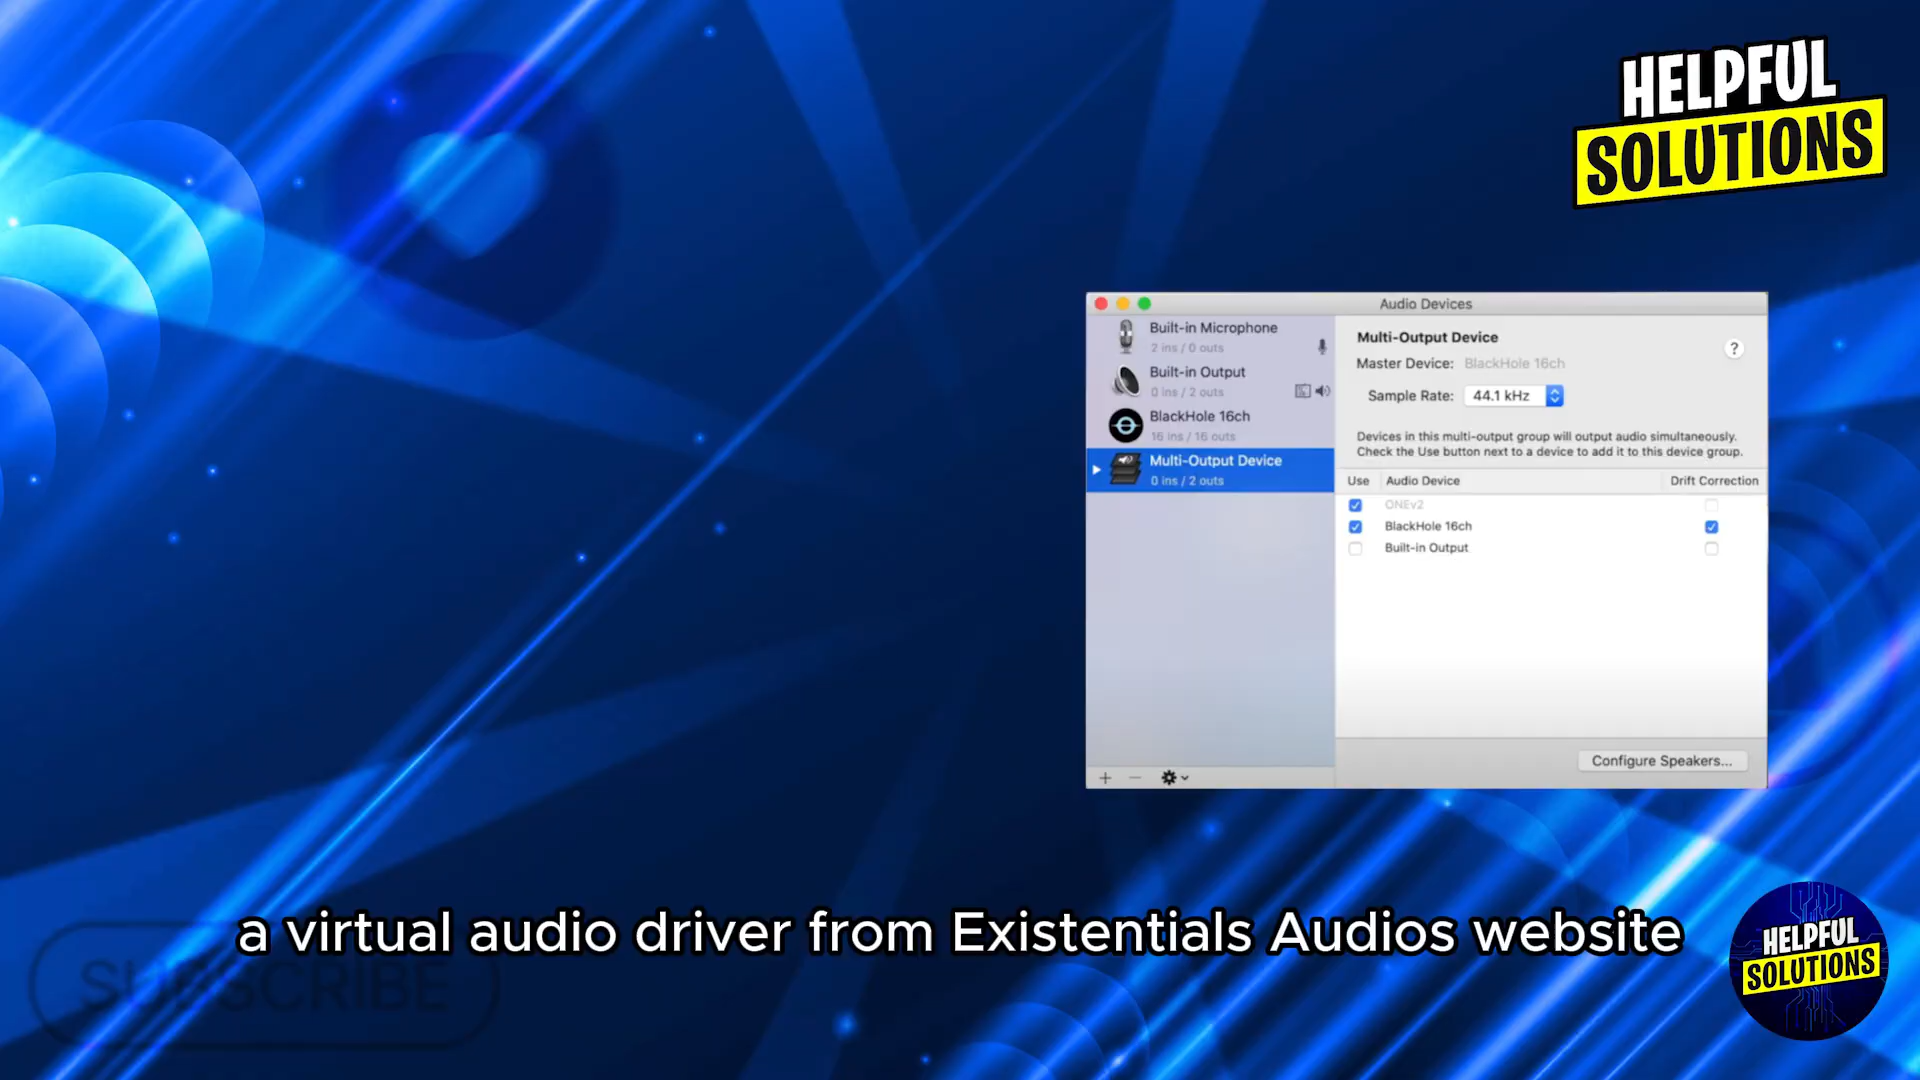 HELPFUL
SOLUTIONS
Audio Devices
Built-in Microphone
2 ins / 0 outs
Built-in Output
0 ins / 2 outs
BlackHole 16ch
16 ins / 16 outs
Multi-Output Device
0 ins / 2 outs
Multi-Output Device
?
Master Device: BlackHole 16ch
Sample Rate: 44.1 kHz
Devices in this multi-output group will output audio simultaneously.
Check the Use button next to a device to add it to this device group.
Use Audio Device Drift Correction
ONEv2
BlackHole 16ch
Built-in Output
Configure Speakers...
a virtual audio driver from Existentials Audios website
SUBSCRIBE
HELPFUL
SOLUTIONS